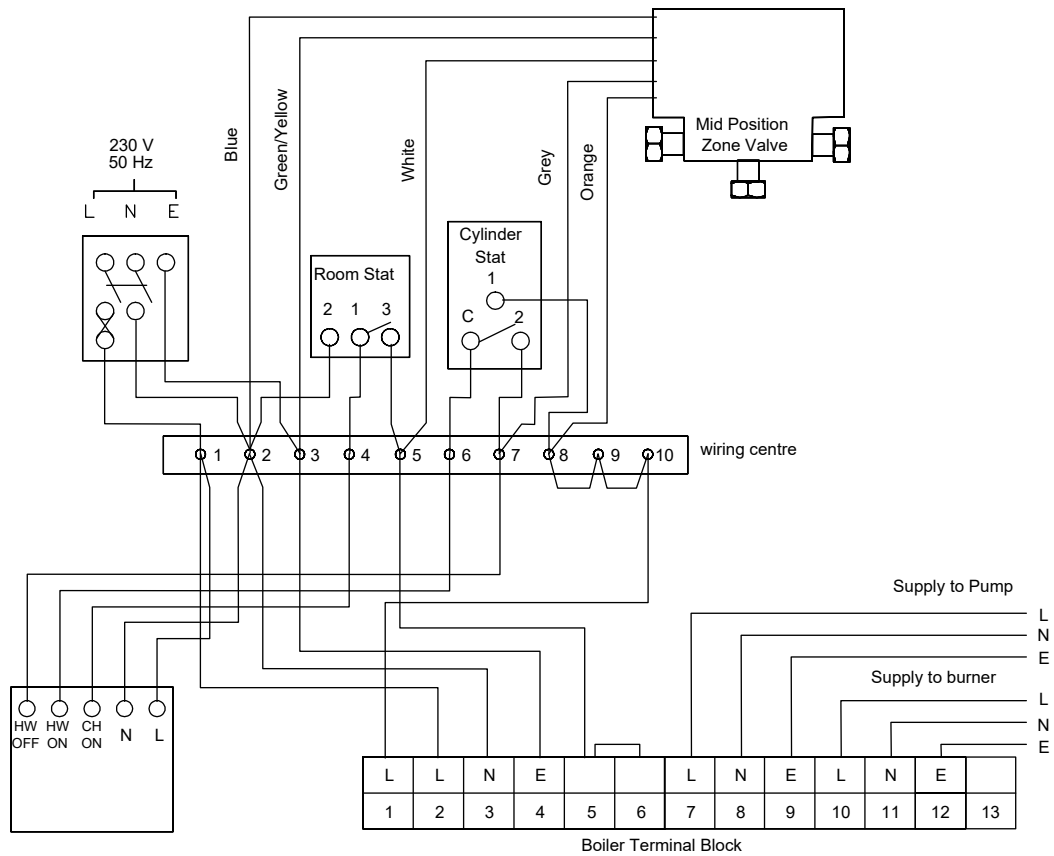 Mid Position
Zone Valve
Blue
Green/Yellow
White
Grey
Orange
230 V
50 Hz
L N E
Room Stat
2 1 3
Cylinder
Stat
1
C 2
1 2 3 4 5 6 7 8 9 10
wiring centre
Supply to Pump
L
N
E
Supply to burner
L
N
E
HW HW CH N L
OFF ON ON
L L N E L N E L N E
1 2 3 4 5 6 7 8 9 10 11 12 13
Boiler Terminal Block